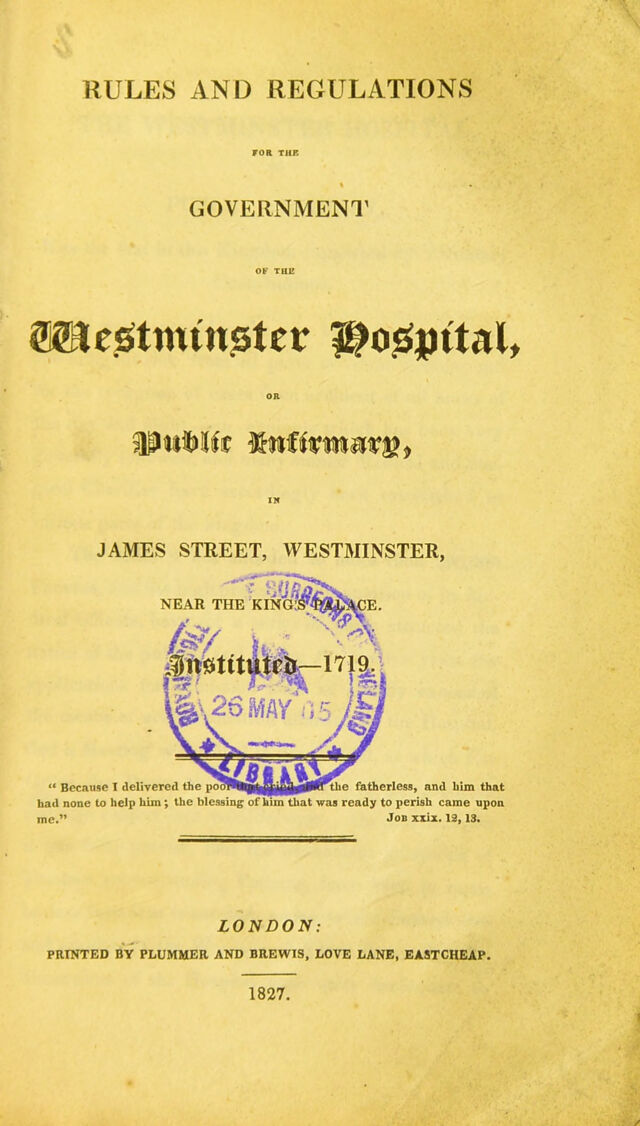 RULES AND REGULATIONS
FOR THE
GOVERNMENT
OF THE
Westminster Hospital,
OR
Public Infirmary,
IN
JAMES STREET, WESTMINSTER,
NEAR THE KING'S PALACE.
Instituted—1719.
SURGEONS
26 MAY 05
LIBRARY
“ Because I delivered the poor that cried, and the fatherless, and him that
had none to help him ; the blessing of him that was ready to perish came upon
me.” JOB xxix. 12, 13.
LONDON:
PRINTED BY PLUMMER AND BREWIS, LOVE LANE, EASTCHEAP.
1827.